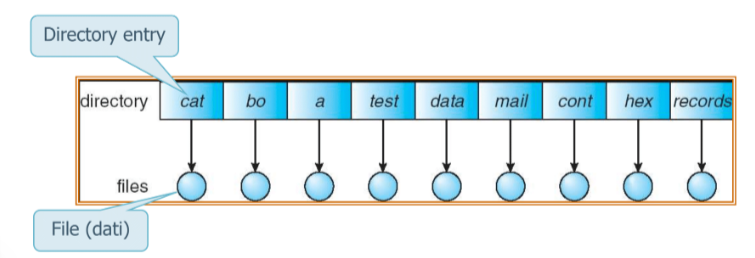 Directory entry
directory cat bo a test data mail cont hex records
files
File (dati)